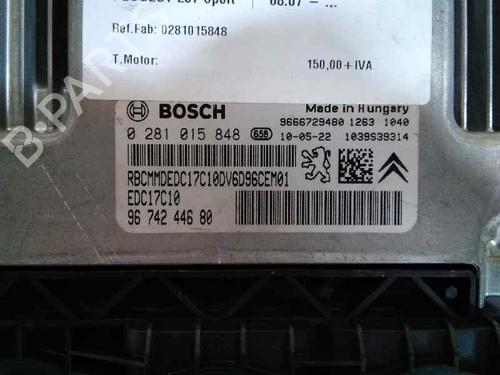 Ref.Fab: 0281015848
T.Motor: 150,00+IVA
BOSCH
Made in Hungary
9666729480 1263 1040
0 281 015 848 658 10-05-22 1039S39314
RBCMMDEDC17C10DV6D96CEM01
EDC17C10
96 742 446 80